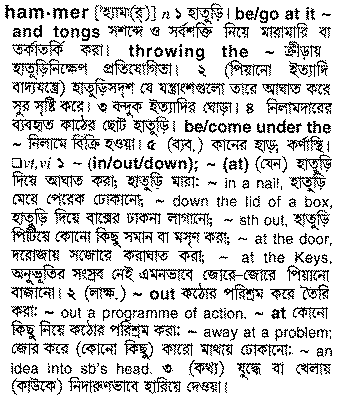 ham·mer [হ্যামা(র্)] n ১ হাতুড়ি। be/go at it ~
and tongs সশব্দে ও সর্বশক্তি নিয়ে মারামারি বা
তর্কাতর্কি করা। throwing the ~ ক্রীড়ায়
হাতুড়িনিক্ষেপ প্রতিযোগিতা। ২ (পিয়ানো ইত্যাদি
বাদ্যযন্ত্রে) হাতুড়িসদৃশ যে যন্ত্রাংশগুলো তারে আঘাত করে
সুর সৃষ্টি করে। ৩ বন্দুক ইত্যাদির ঘোড়া। ৪ নিলামদারের
ব্যবহৃত কাঠের ছোট হাতুড়ি। be/come under the
~ নিলামে বিক্রি হওয়া। ৫ (ব্যব.) কানের হাড়; কর্ণাস্থি।
□vt,vi ১ ~ (in/out/down); ~ (at) (যেন) হাতুড়ি
দিয়ে আঘাত করা; হাতুড়ি মারা: ~ in a nail, হাতুড়ি
মেরে পেরেক ঢোকানো; ~ down the lid of a box,
হাতুড়ি দিয়ে বাক্সের ঢাকনা লাগানো; ~ sth out, হাতুড়ি
পিটিয়ে কোনো কিছু সমান বা মসৃণ করা; ~ at the door,
দরোজায় সজোরে করাঘাত করা; ~ at the Keys,
অনুভূতির সংস্রব নেই এমনভাবে জোরে-জোরে পিয়ানো
বাজানো। ২ (লাক্ষ.) ~ out কঠোর পরিশ্রম করে তৈরি
করা: ~ out a programme of action. ~ at কোনো
কিছু নিয়ে কঠোর পরিশ্রম করা: ~ away at a problem;
জোর করে (কোনো কিছু) কারো মাথায় ঢোকানো: ~ an
idea into sb's head. ৩ (কথ্য) যুদ্ধে বা খেলায়
(কাউকে) নিদারুণভাবে হারিয়ে দেওয়া।